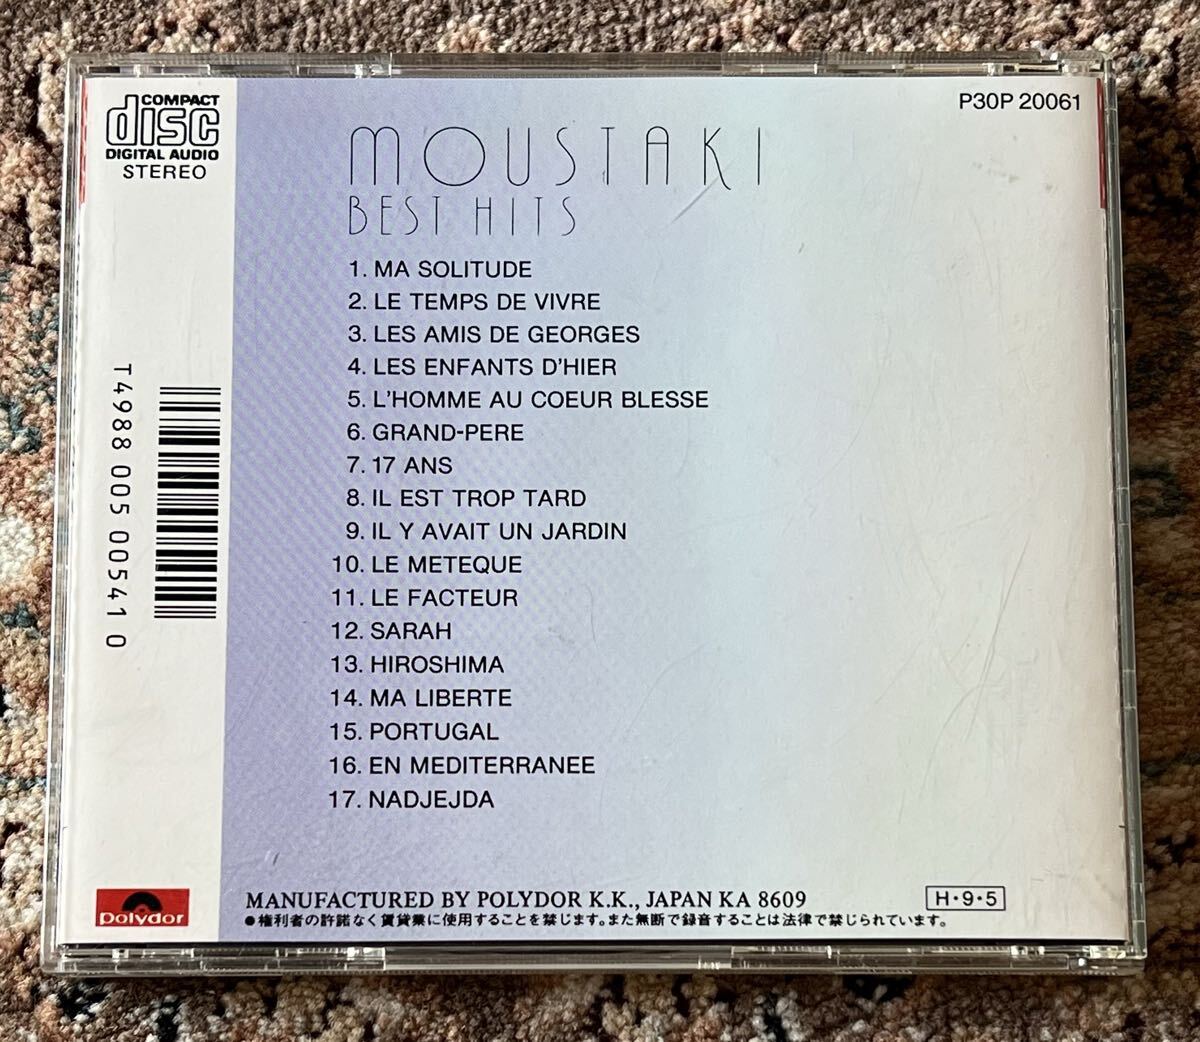 COMPACT
disc
DIGITAL AUDIO
STEREO
P30P 20061
MOUSTAKI
BEST HITS
1. MA SOLITUDE
2. LE TEMPS DE VIVRE
3. LES AMIS DE GEORGES
4. LES ENFANTS D'HIER
5. L'HOMME AU COEUR BLESSE
6. GRAND-PERE
7. 17 ANS
8. IL EST TROP TARD
9. IL Y AVAIT UN JARDIN
10. LE METEQUE
11. LE FACTEUR
12. SARAH
13. HIROSHIMA
14. MA LIBERTE
15. PORTUGAL
16. EN MEDITERRANEE
17. NADJEJDA
T4988 005 00541 0
Polydor
MANUFACTURED BY POLYDOR K.K., JAPAN KA 8609
H・9・5
●権利者の許諾なく賃貸業に使用することを禁じます。また無断で録音することは法律で禁じられています。